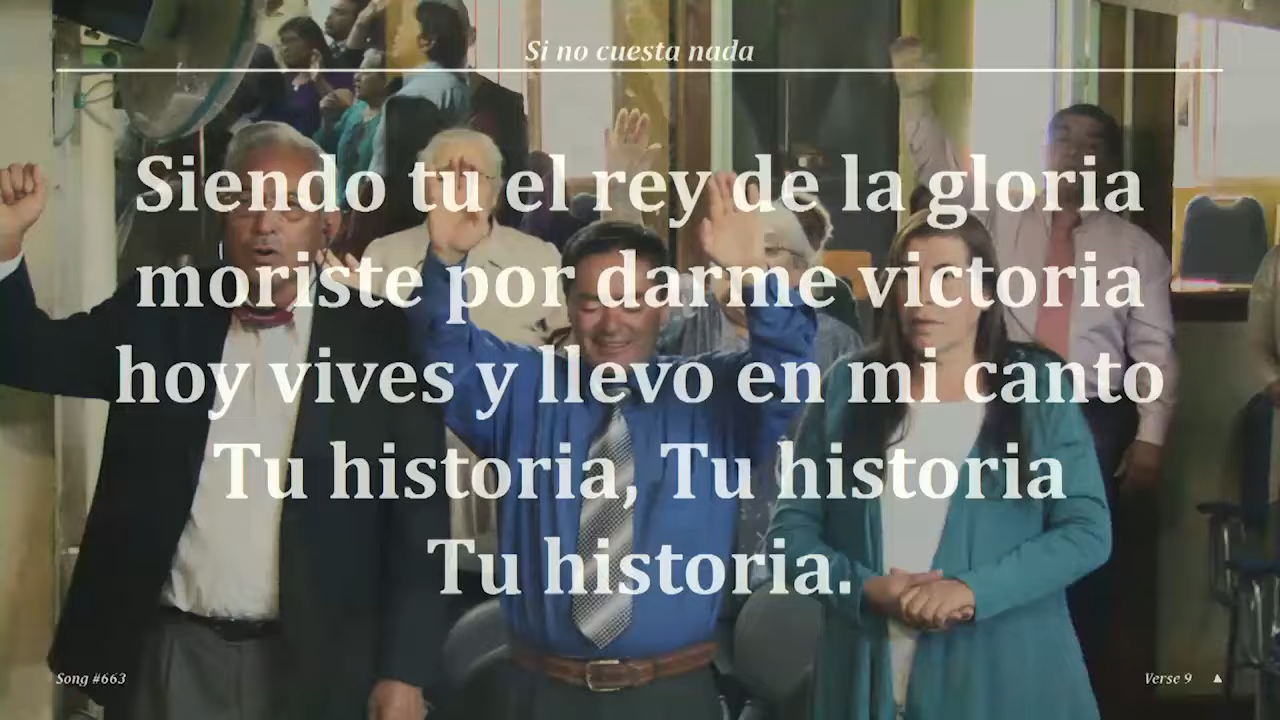 Si no cuesta nada
Siendo tu el rey de la gloria
moriste por darme victoria
hoy vives y llevo en mi canto
Tu historia, Tu historia
Tu historia.
Song #663
Verse 9 ▲